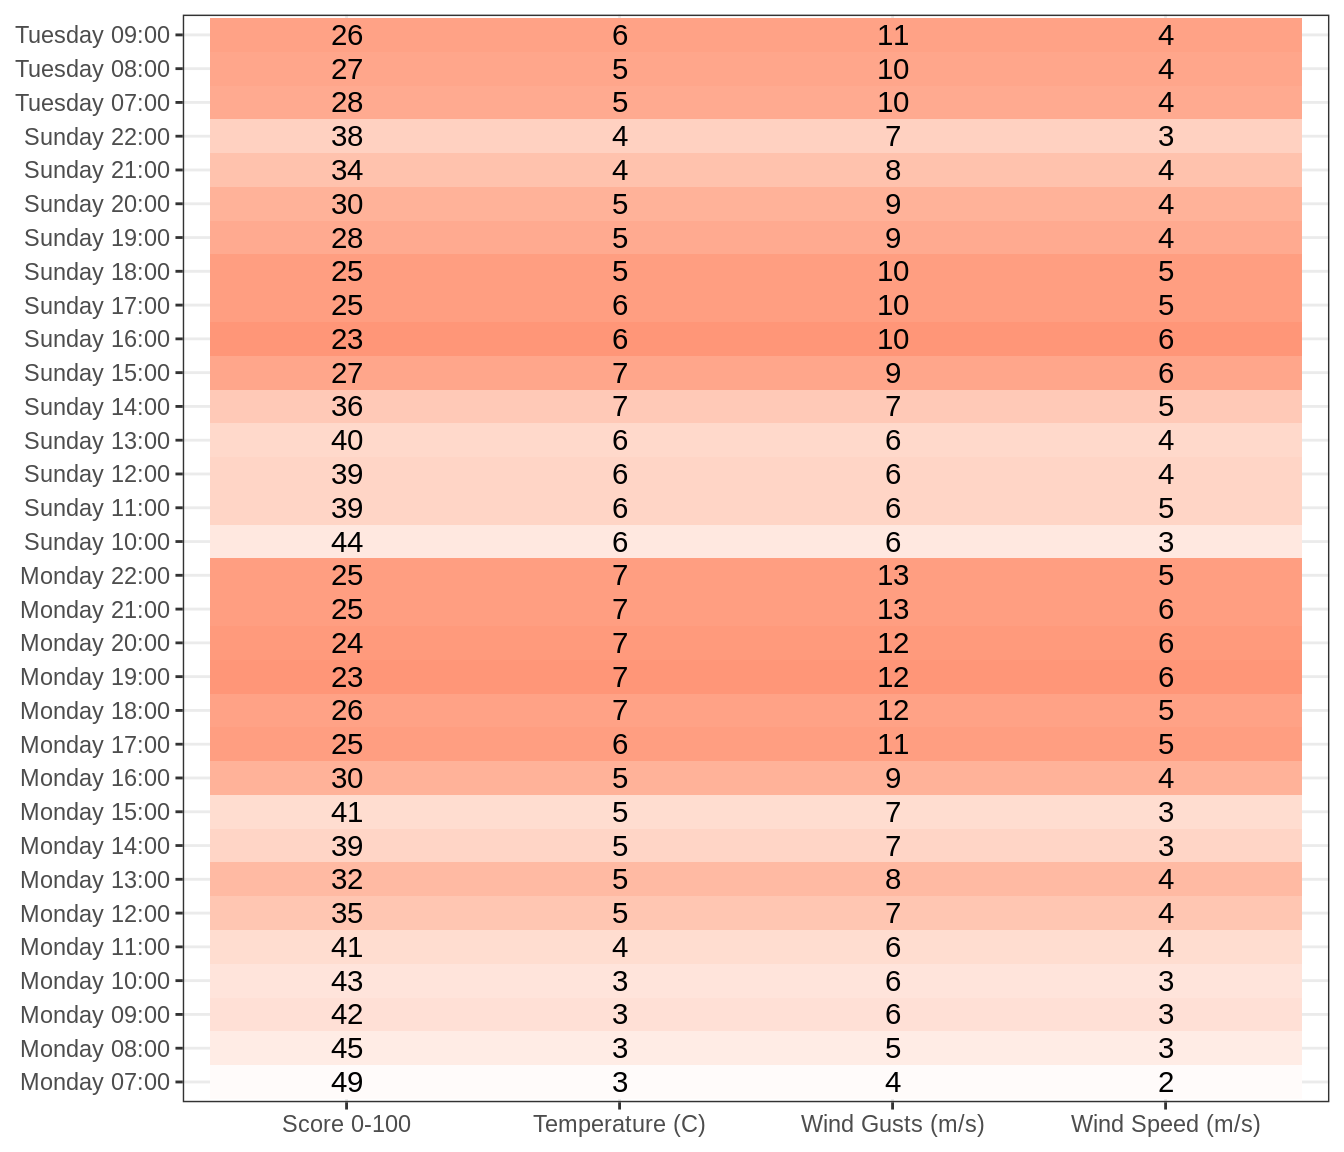 Tuesday 09:00 26 6 11 4
Tuesday 08:00 27 5 10 4
Tuesday 07:00 28 5 10 4
Sunday 22:00 38 4 7 3
Sunday 21:00 34 4 8 4
Sunday 20:00 30 5 9 4
Sunday 19:00 28 5 9 4
Sunday 18:00 25 5 10 5
Sunday 17:00 25 6 10 5
Sunday 16:00 23 6 10 6
Sunday 15:00 27 7 9 6
Sunday 14:00 36 7 7 5
Sunday 13:00 40 6 6 4
Sunday 12:00 39 6 6 4
Sunday 11:00 39 6 6 5
Sunday 10:00 44 6 6 3
Monday 22:00 25 7 13 5
Monday 21:00 25 7 13 6
Monday 20:00 24 7 12 6
Monday 19:00 23 7 12 6
Monday 18:00 26 7 12 5
Monday 17:00 25 6 11 5
Monday 16:00 30 5 9 4
Monday 15:00 41 5 7 3
Monday 14:00 39 5 7 3
Monday 13:00 32 5 8 4
Monday 12:00 35 5 7 4
Monday 11:00 41 4 6 4
Monday 10:00 43 3 6 3
Monday 09:00 42 3 6 3
Monday 08:00 45 3 5 3
Monday 07:00 49 3 4 2
Score 0-100 Temperature (C) Wind Gusts (m/s) Wind Speed (m/s)